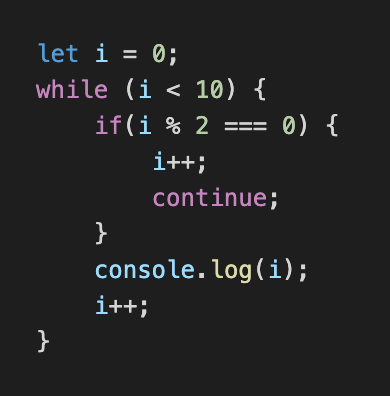 let i = 0;
while (i < 10) {
    if(i % 2 === 0) {
        i++;
        continue;
    }
    console.log(i);
    i++;
}